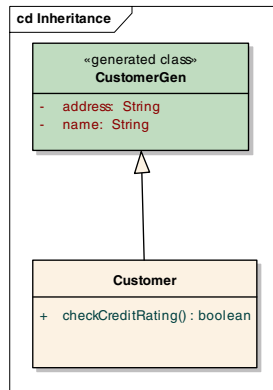 cd Inheritance
«generated class»
CustomerGen
- address: String
- name: String
Customer
+ checkCreditRating() : boolean